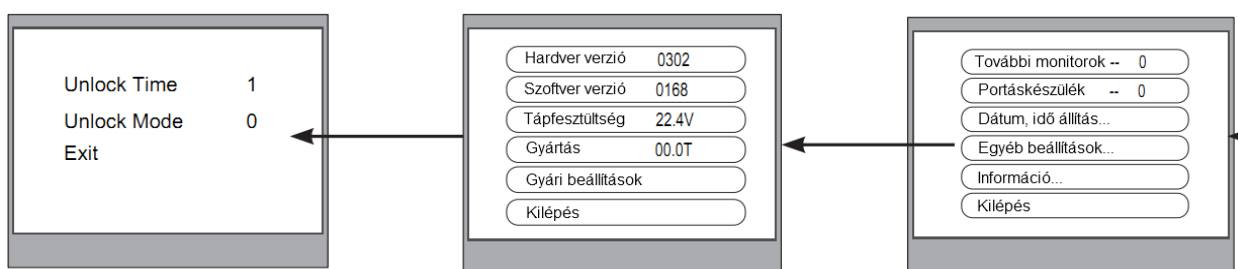 Unlock Time 1
Unlock Mode 0
Exit
Hardver verzió 0302
Szoftver verzió 0168
Tápfesztültség 22.4V
Gyártás 00.0T
Gyári beállítások
Kilépés
További monitorok -- 0
Portáskészülék -- 0
Dátum, idő állítás...
Egyéb beállítások...
Információ...
Kilépés